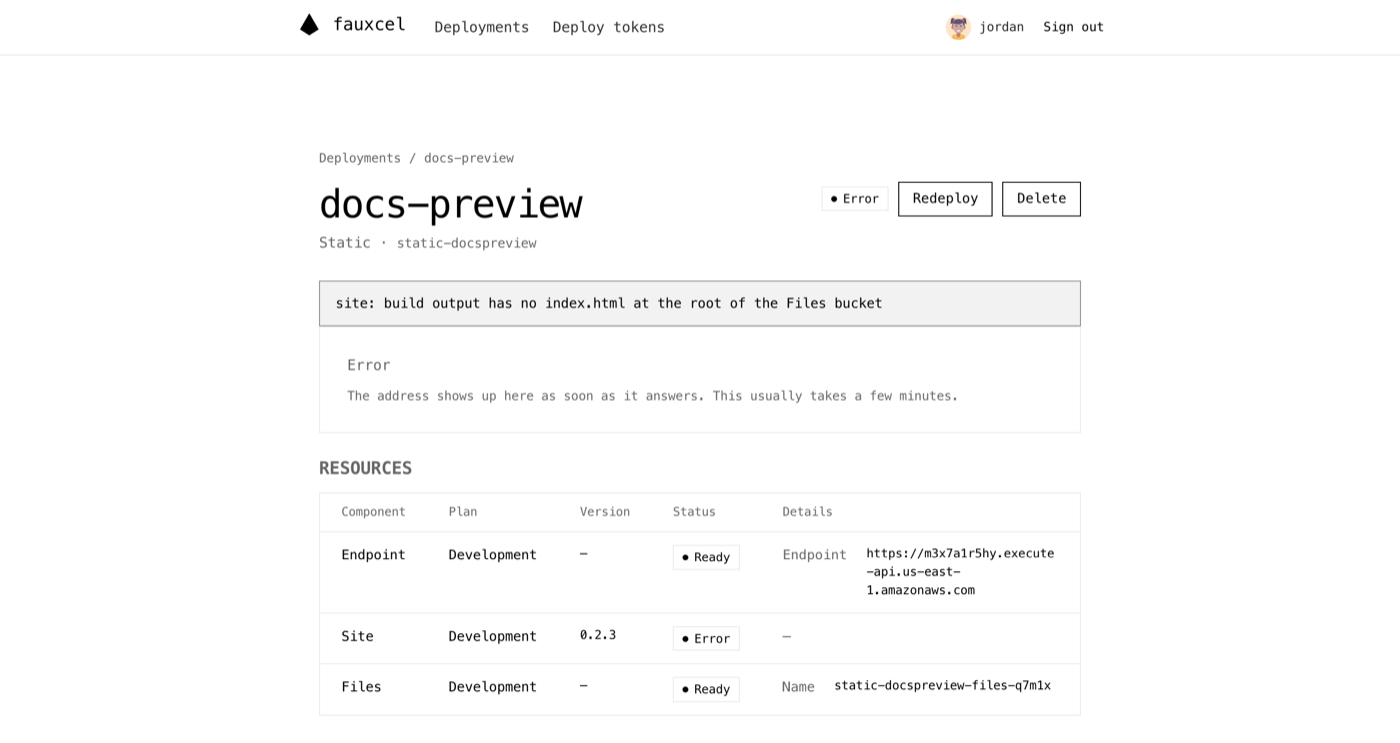 fauxcel Deployments Deploy tokens jordan Sign out
Deployments / docs-preview
docs-preview ● Error Redeploy Delete
Static · static-docspreview
site: build output has no index.html at the root of the Files bucket
Error
The address shows up here as soon as it answers. This usually takes a few minutes.
RESOURCES
Component Plan Version Status Details
Endpoint Development — ● Ready Endpoint https://m3x7a1r5hy.execute
-api.us-east-
1.amazonaws.com
Site Development 0.2.3 ● Error —
Files Development — ● Ready Name static-docspreview-files-q7m1x